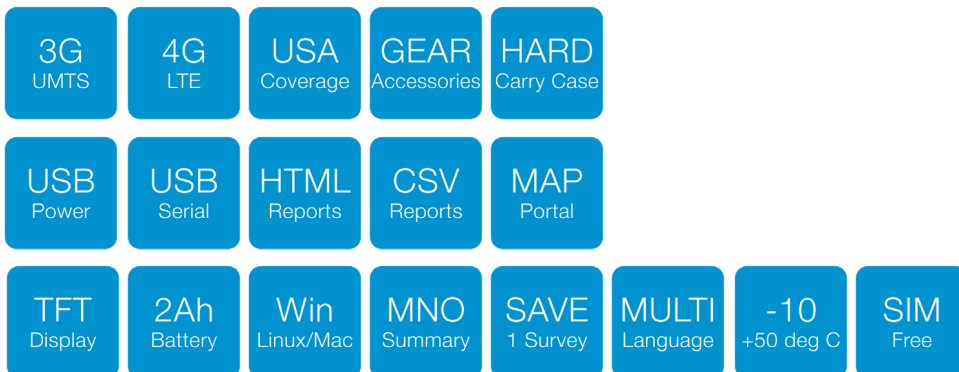 3G
UMTS
4G
LTE
USA
Coverage
GEAR
Accessories
HARD
Carry Case
USB
Power
USB
Serial
HTML
Reports
CSV
Reports
MAP
Portal
TFT
Display
2Ah
Battery
Win
Linux/Mac
MNO
Summary
SAVE
1 Survey
MULTI
Language
-10
+50 deg C
SIM
Free